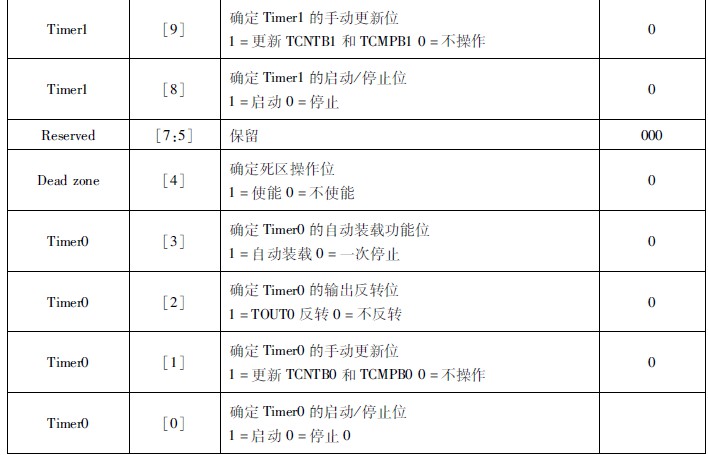 Timer1 [9] 确定 Timer1 的手动更新位 0
1 = 更新 TCNTB1 和 TCMPB1 0 = 不操作
Timer1 [8] 确定 Timer1 的启动/停止位 0
1 = 启动 0 = 停止
Reserved [7:5] 保留 000
Dead zone [4] 确定死区操作位 0
1 = 使能 0 = 不使能
Timer0 [3] 确定 Timer0 的自动装载功能位 0
1 = 自动装载 0 = 一次停止
Timer0 [2] 确定 Timer0 的输出反转位 0
1 = TOUT0 反转 0 = 不反转
Timer0 [1] 确定 Timer0 的手动更新位 0
1 = 更新 TCNTB0 和 TCMPB0 0 = 不操作
Timer0 [0] 确定 Timer0 的启动/停止位
1 = 启动 0 = 停止 0